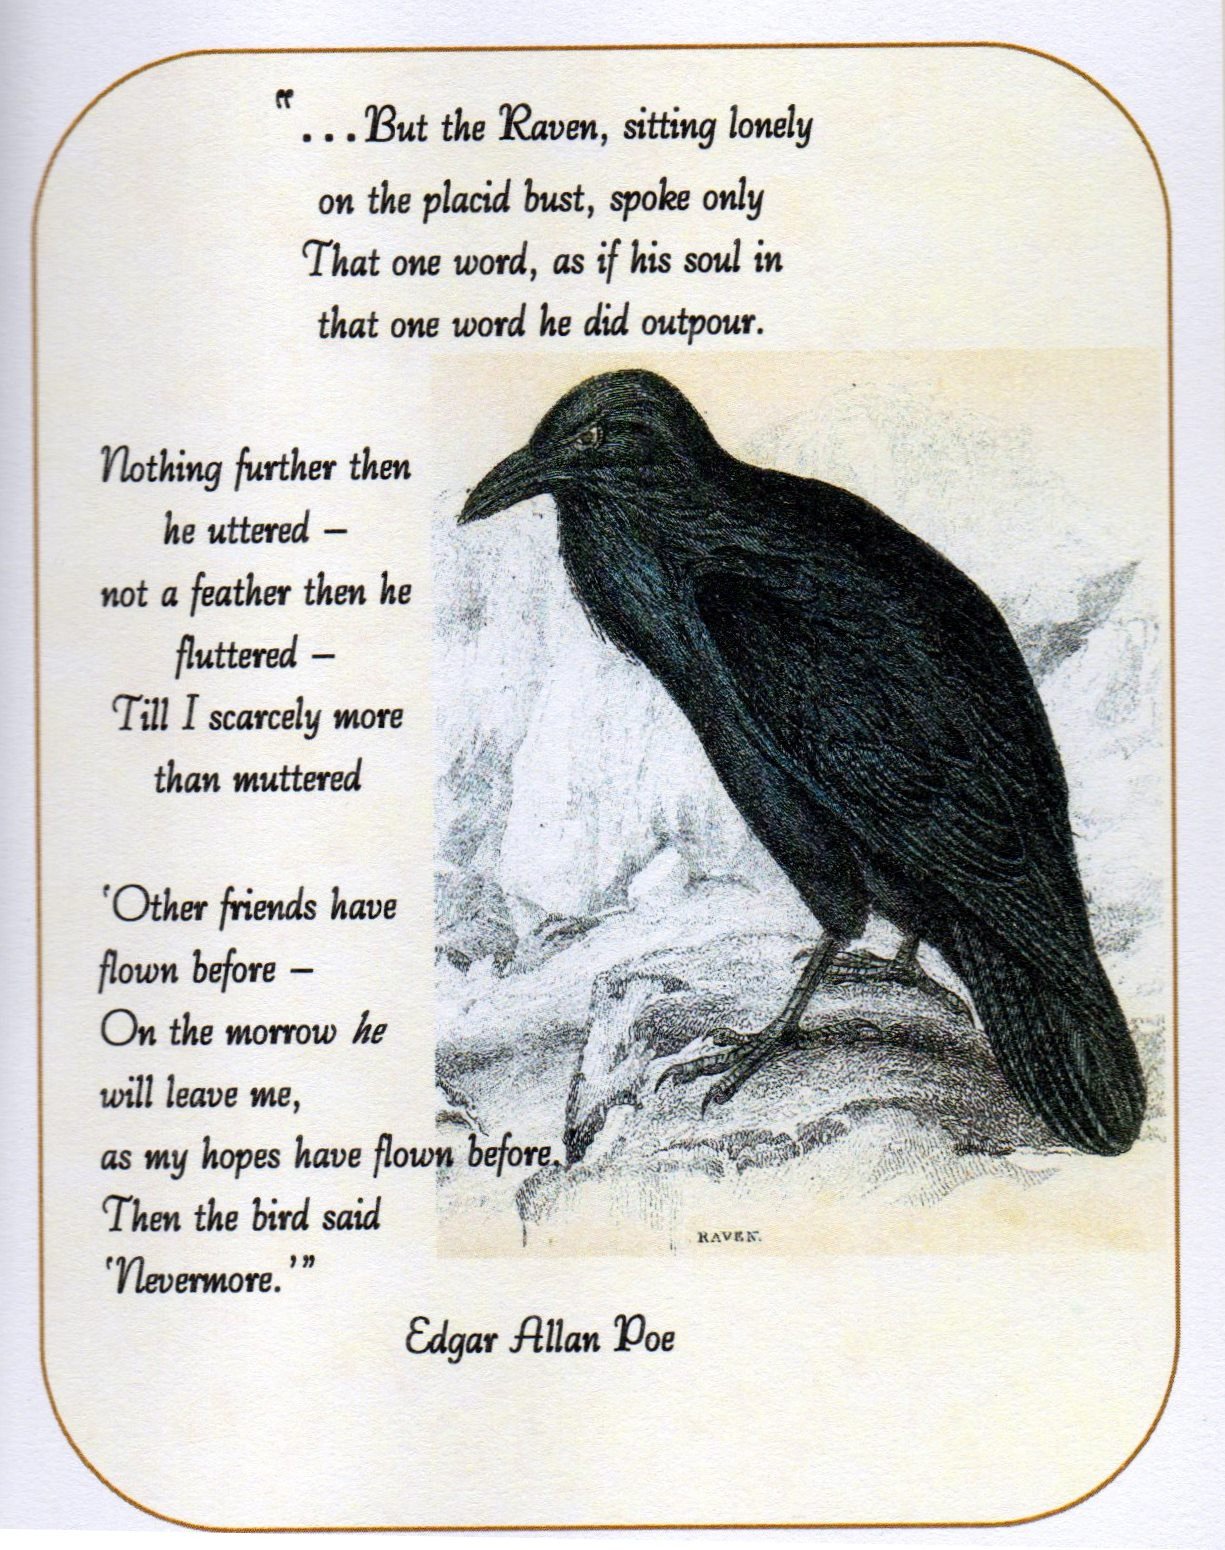 "...But the Raven, sitting lonely
on the placid bust, spoke only
That one word, as if his soul in
that one word he did outpour.
Nothing further then
he uttered –
not a feather then he
fluttered –
Till I scarcely more
than muttered
'Other friends have
flown before –
On the morrow he
will leave me,
as my hopes have flown before.
Then the bird said
'Nevermore.'"
RAVEN.
Edgar Allan Poe